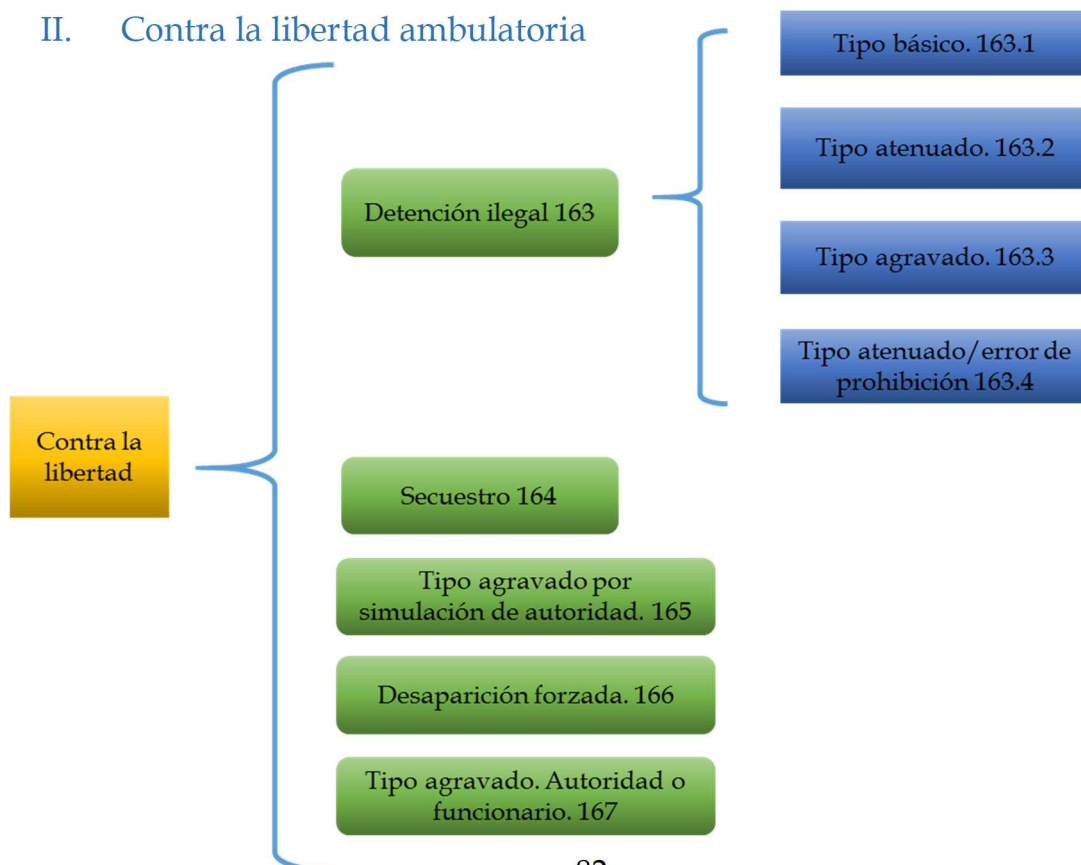 II. Contra la libertad ambulatoria
Contra la
libertad
Detención ilegal 163
Tipo básico. 163.1
Tipo atenuado. 163.2
Tipo agravado. 163.3
Tipo atenuado/error de
prohibición 163.4
Secuestro 164
Tipo agravado por
simulación de autoridad. 165
Desaparición forzada. 166
Tipo agravado. Autoridad o
funcionario. 167